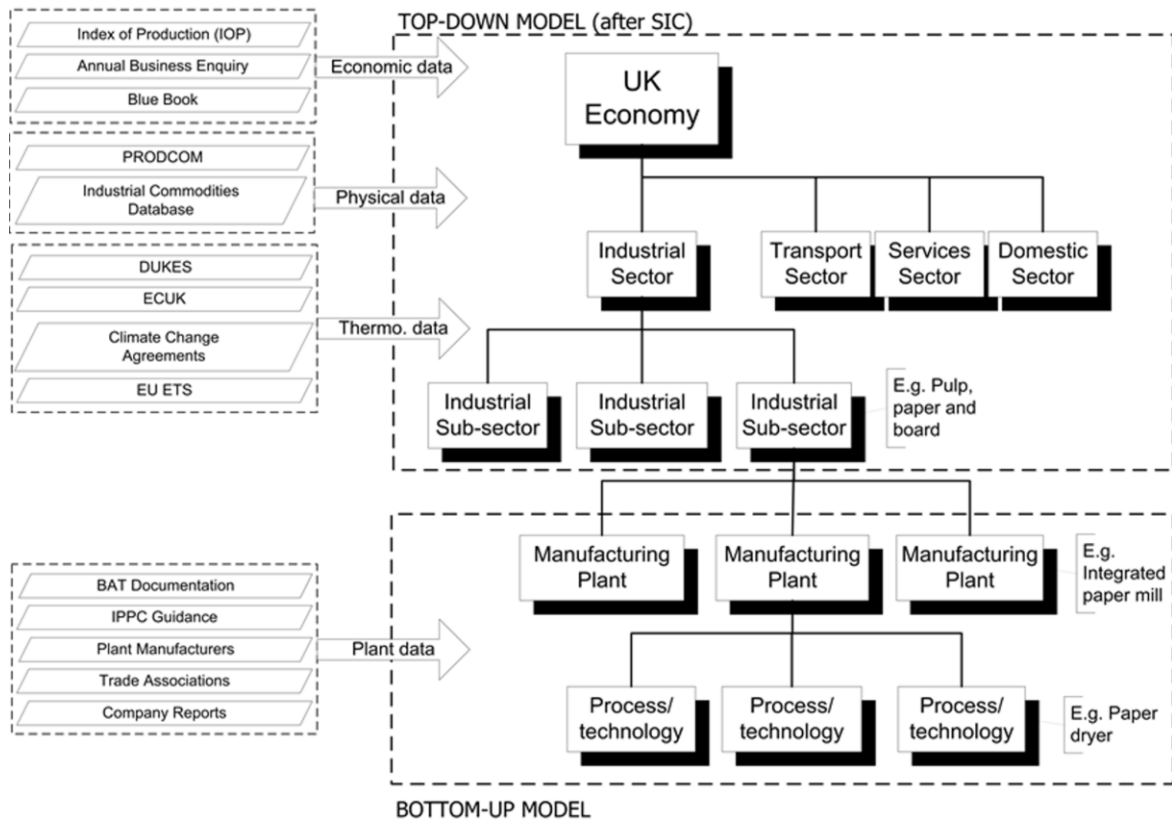 TOP-DOWN MODEL (after SIC)
Index of Production (IOP)
Annual Business Enquiry
Blue Book
Economic data
UK
Economy
PRODCOM
Industrial Commodities
Database
Physical data
Industrial
Sector
Transport
Sector
Services
Sector
Domestic
Sector
DUKES
ECUK
Climate Change
Agreements
EU ETS
Thermo. data
Industrial
Sub-sector
Industrial
Sub-sector
Industrial
Sub-sector
E.g. Pulp,
paper and
board
Manufacturing
Plant
Manufacturing
Plant
Manufacturing
Plant
E.g.
Integrated
paper mill
BAT Documentation
IPPC Guidance
Plant Manufacturers
Trade Associations
Company Reports
Plant data
Process/
technology
Process/
technology
Process/
technology
E.g. Paper
dryer
BOTTOM-UP MODEL